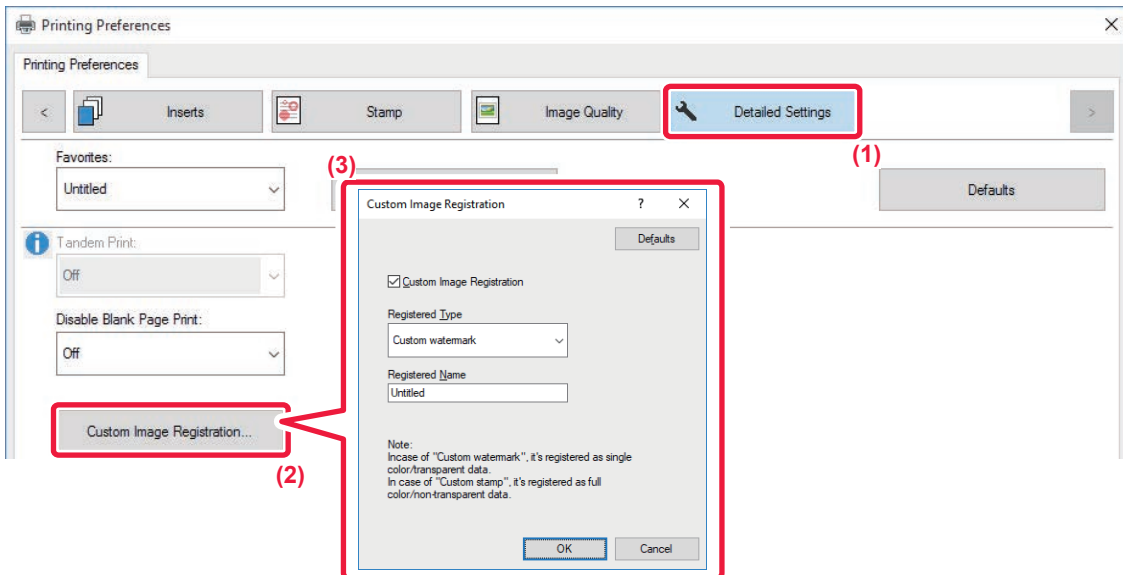 Printing Preferences
Printing Preferences
<
Inserts
Stamp
Image Quality
Detailed Settings
>
(1)
Favorites:
(3)
Untitled
Defaults
Custom Image Registration ?
Defaults
Tandem Print:
Off
Custom Image Registration
Registered Type
Disable Blank Page Print:
Custom watermark
Off
Registered Name
Untitled
Custom Image Registration...
(2)
Note:
Incase of "Custom watermark", it's registered as single
color/transparent data.
In case of "Custom stamp", it's registered as full
color/non-transparent data.
OK
Cancel